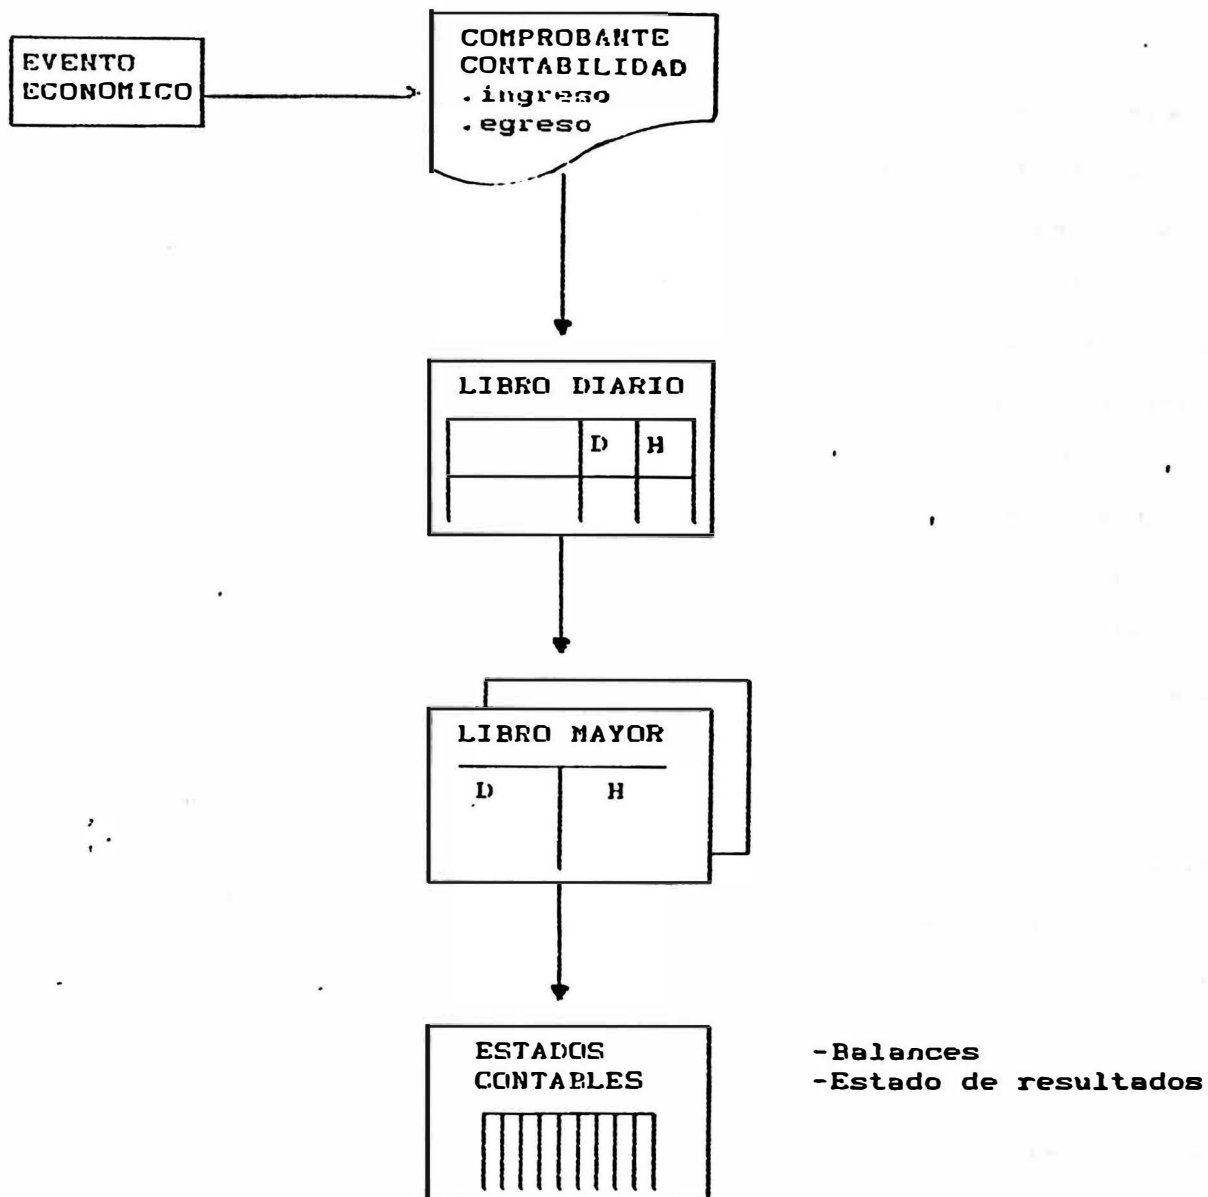 EVENTO
ECONOMICO
COMPROBANTE
CONTABILIDAD
.ingreso
.egreso
LIBRO DIARIO
D H
LIBRO MAYOR
D H
ESTADOS
CONTABLES
-Balances
-Estado de resultados